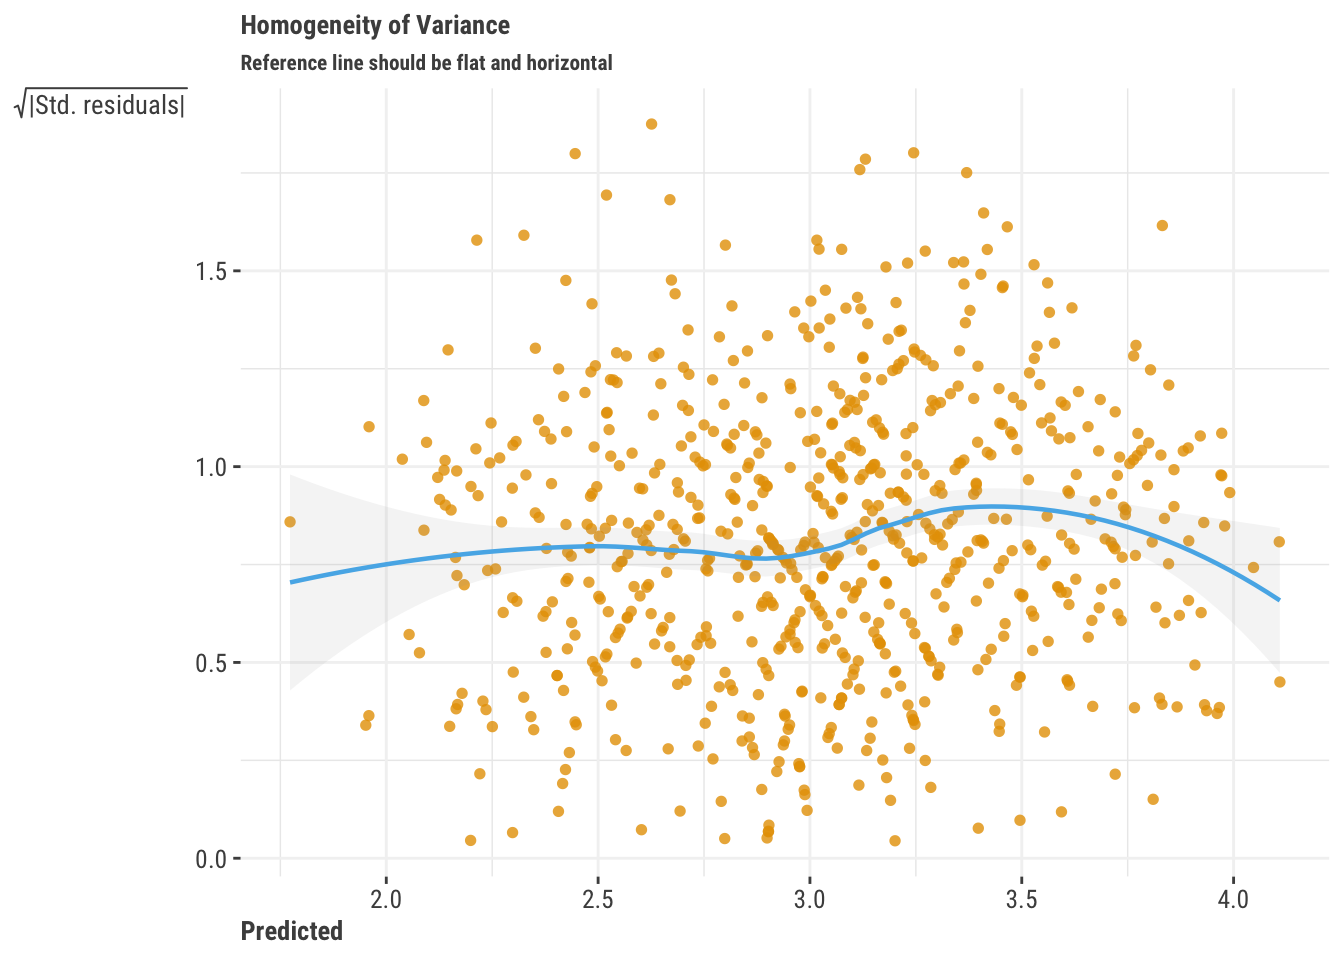 Homogeneity of Variance
Reference line should be flat and horizontal
√|Std. residuals|
1.5
1.0
0.5
0.0
2.0 2.5 3.0 3.5 4.0
Predicted